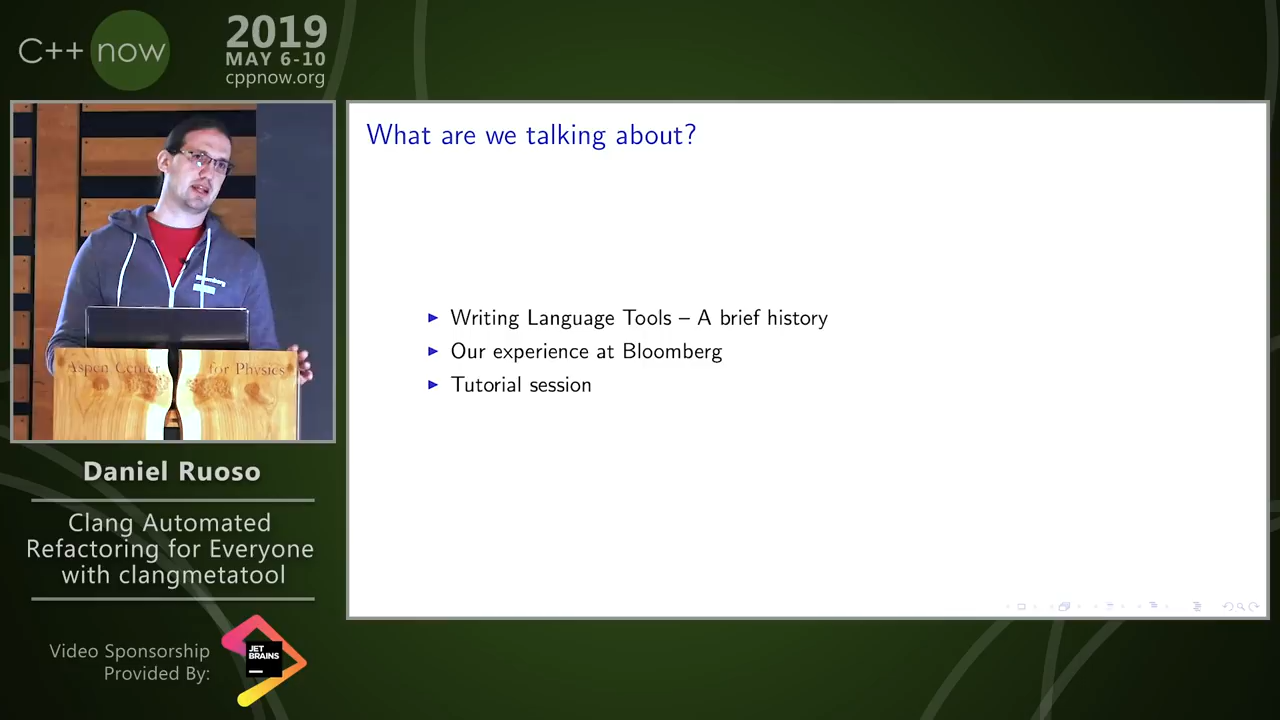 C++ now
2019
MAY 6-10
cppnow.org
What are we talking about?
Writing Language Tools – A brief history
Our experience at Bloomberg
Tutorial session
Aspen Center for Physics
Daniel Ruoso
Clang Automated
Refactoring for Everyone
with clangmetatool
Video Sponsorship
Provided By:
JET
BRAINS